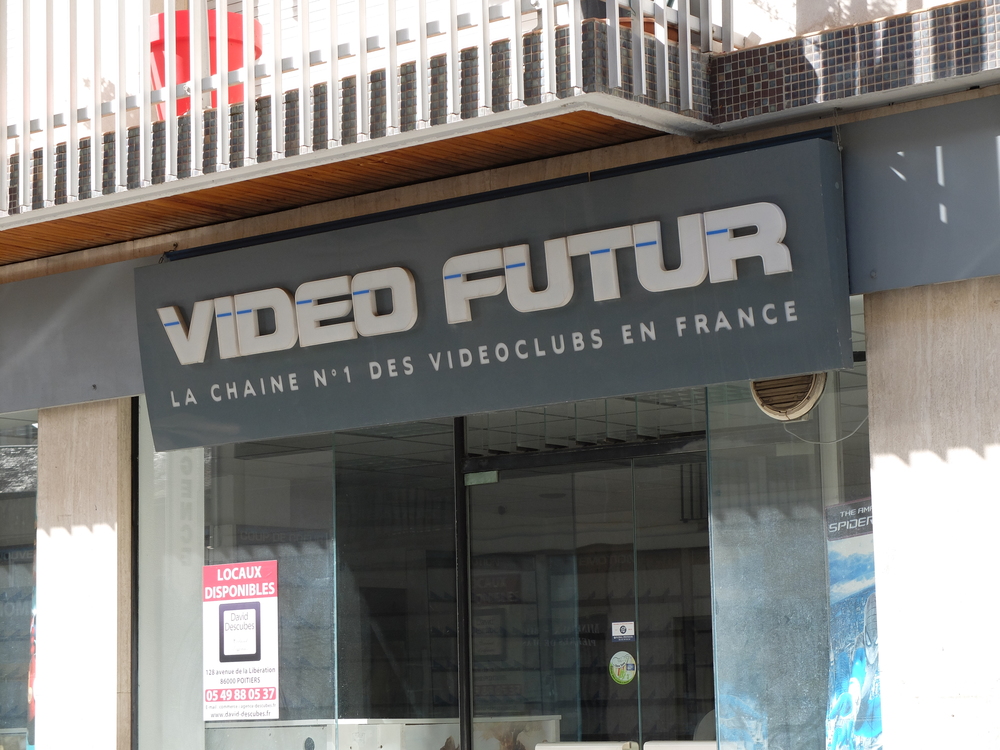 VIDEO FUTUR
LA CHAINE N°1 DES VIDEOCLUBS EN FRANCE
LOCAUX
DISPONIBLES
David
Descubes
128 avenue de la Libération
86000 POITIERS
05 49 88 05 37
www.david-descubes.fr
THE
SPIDER